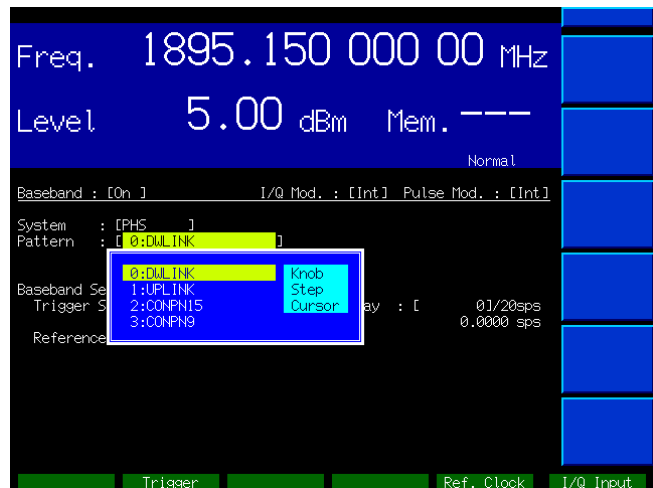 Freq. 1895.150 000 00 MHz
Level 5.00 dBm Mem. ---
Normal
Baseband : [On ] I/Q Mod. : [Int] Pulse Mod. : [Int]
System : [PHS ]
Pattern : [ 0:DWLINK ]
0:DWLINK Knob
Baseband Se 1:UPLINK Step
Trigger S 2:CONPN15 Cursor ay : [ 0]/20sps
3:CONPN9 0.0000 sps
Reference
Trigger Ref. Clock I/Q Input